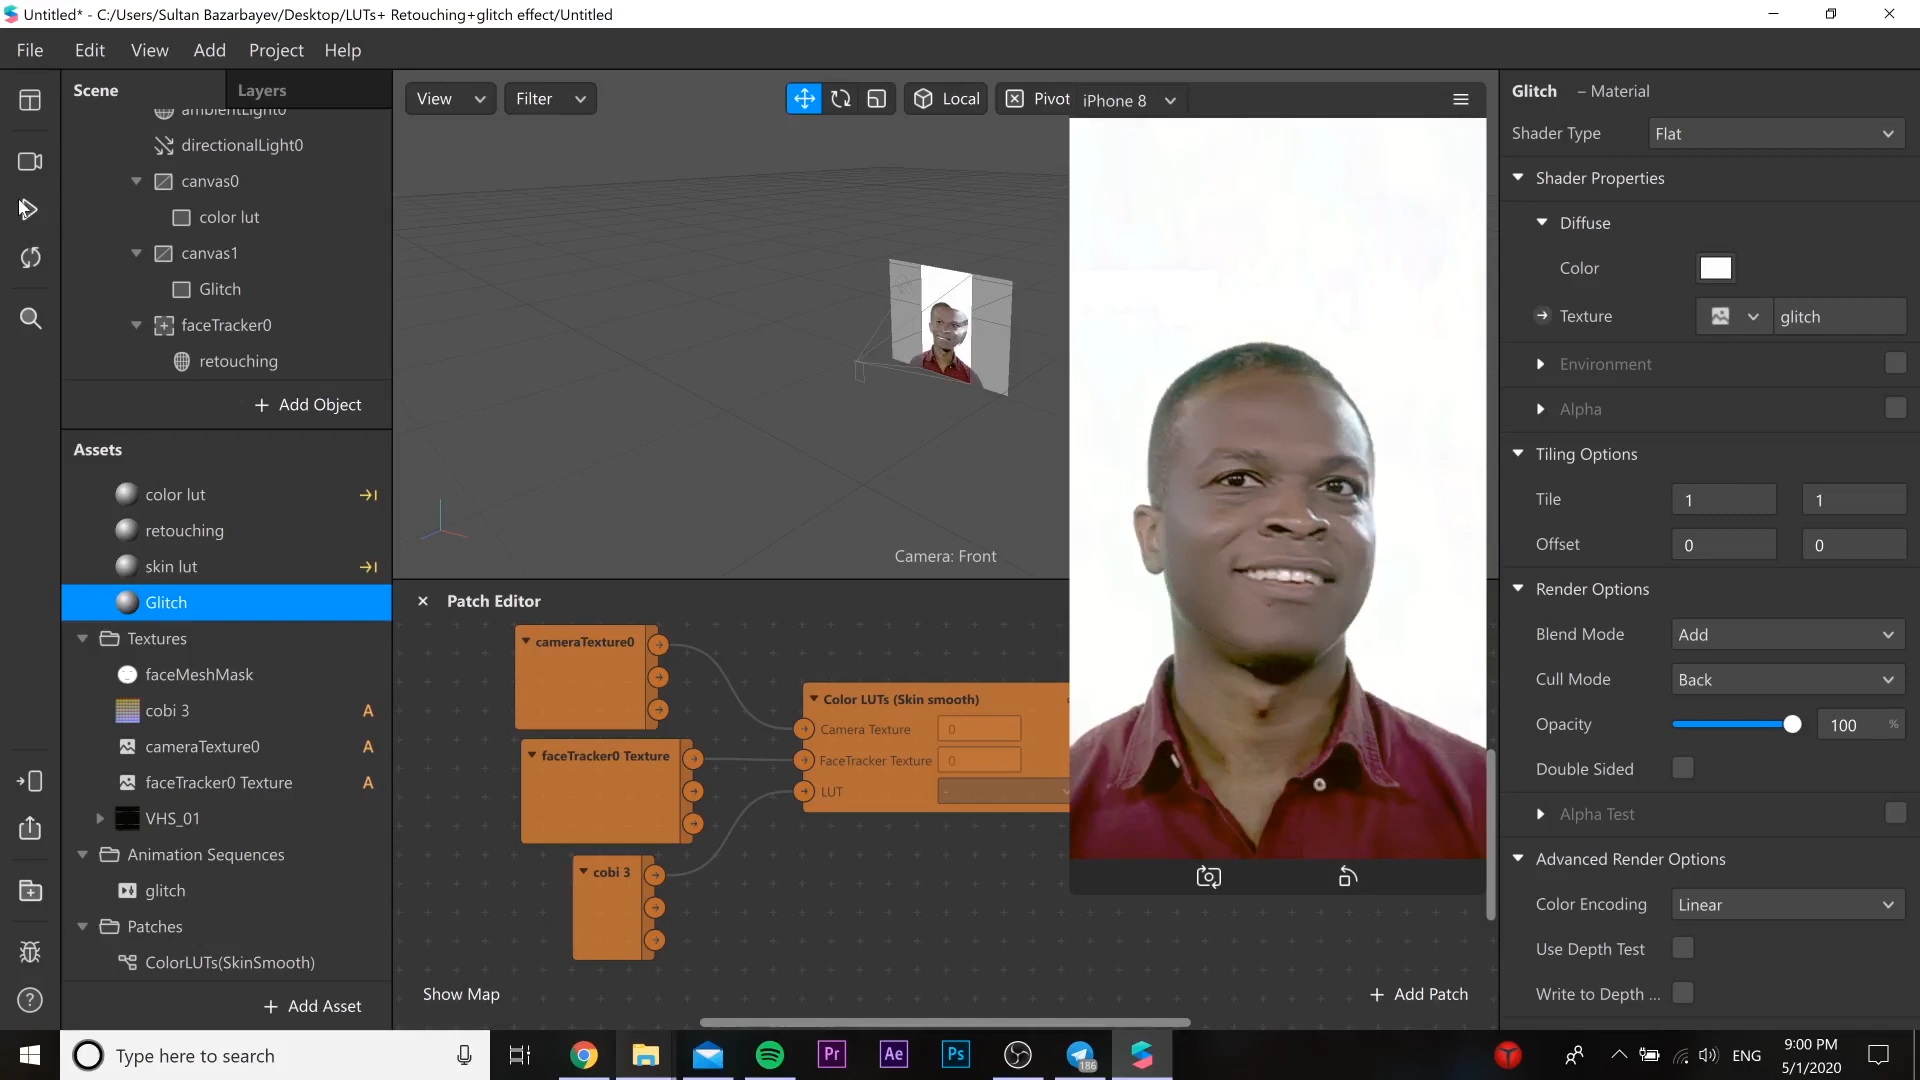 Untitled* - C:/Users/Sultan Bazarbayev/Desktop/LUTs+ Retouching+glitch effect/Untitled
File Edit View Add Project Help
Scene Layers
ambientLight0
directionalLight0
canvas0
color lut
canvas1
Glitch
faceTracker0
retouching
+ Add Object
Assets
color lut
retouching
skin lut
Glitch
Textures
faceMeshMask
cobi 3 A
cameraTexture0 A
faceTracker0 Texture A
VHS_01
Animation Sequences
glitch
Patches
ColorLUTs(SkinSmooth)
+ Add Asset
View Filter Local Pivot iPhone 8
Camera: Front
Patch Editor
cameraTexture0
faceTracker0 Texture
cobi 3
Color LUTs (Skin smooth)
Camera Texture 0
FaceTracker Texture 0
LUT -
Show Map
+ Add Patch
Glitch – Material
Shader Type Flat
Shader Properties
Diffuse
Color
Texture glitch
Environment
Alpha
Tiling Options
Tile 1 1
Offset 0 0
Render Options
Blend Mode Add
Cull Mode Back
Opacity 100 %
Double Sided
Alpha Test
Advanced Render Options
Color Encoding Linear
Use Depth Test
Write to Depth ...
Type here to search
Pr Ae Ps 186 ENG
9:00 PM
5/1/2020